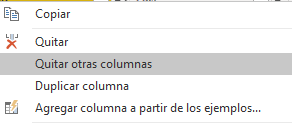 Copiar
Quitar
Quitar otras columnas
Duplicar columna
Agregar columna a partir de los ejemplos...